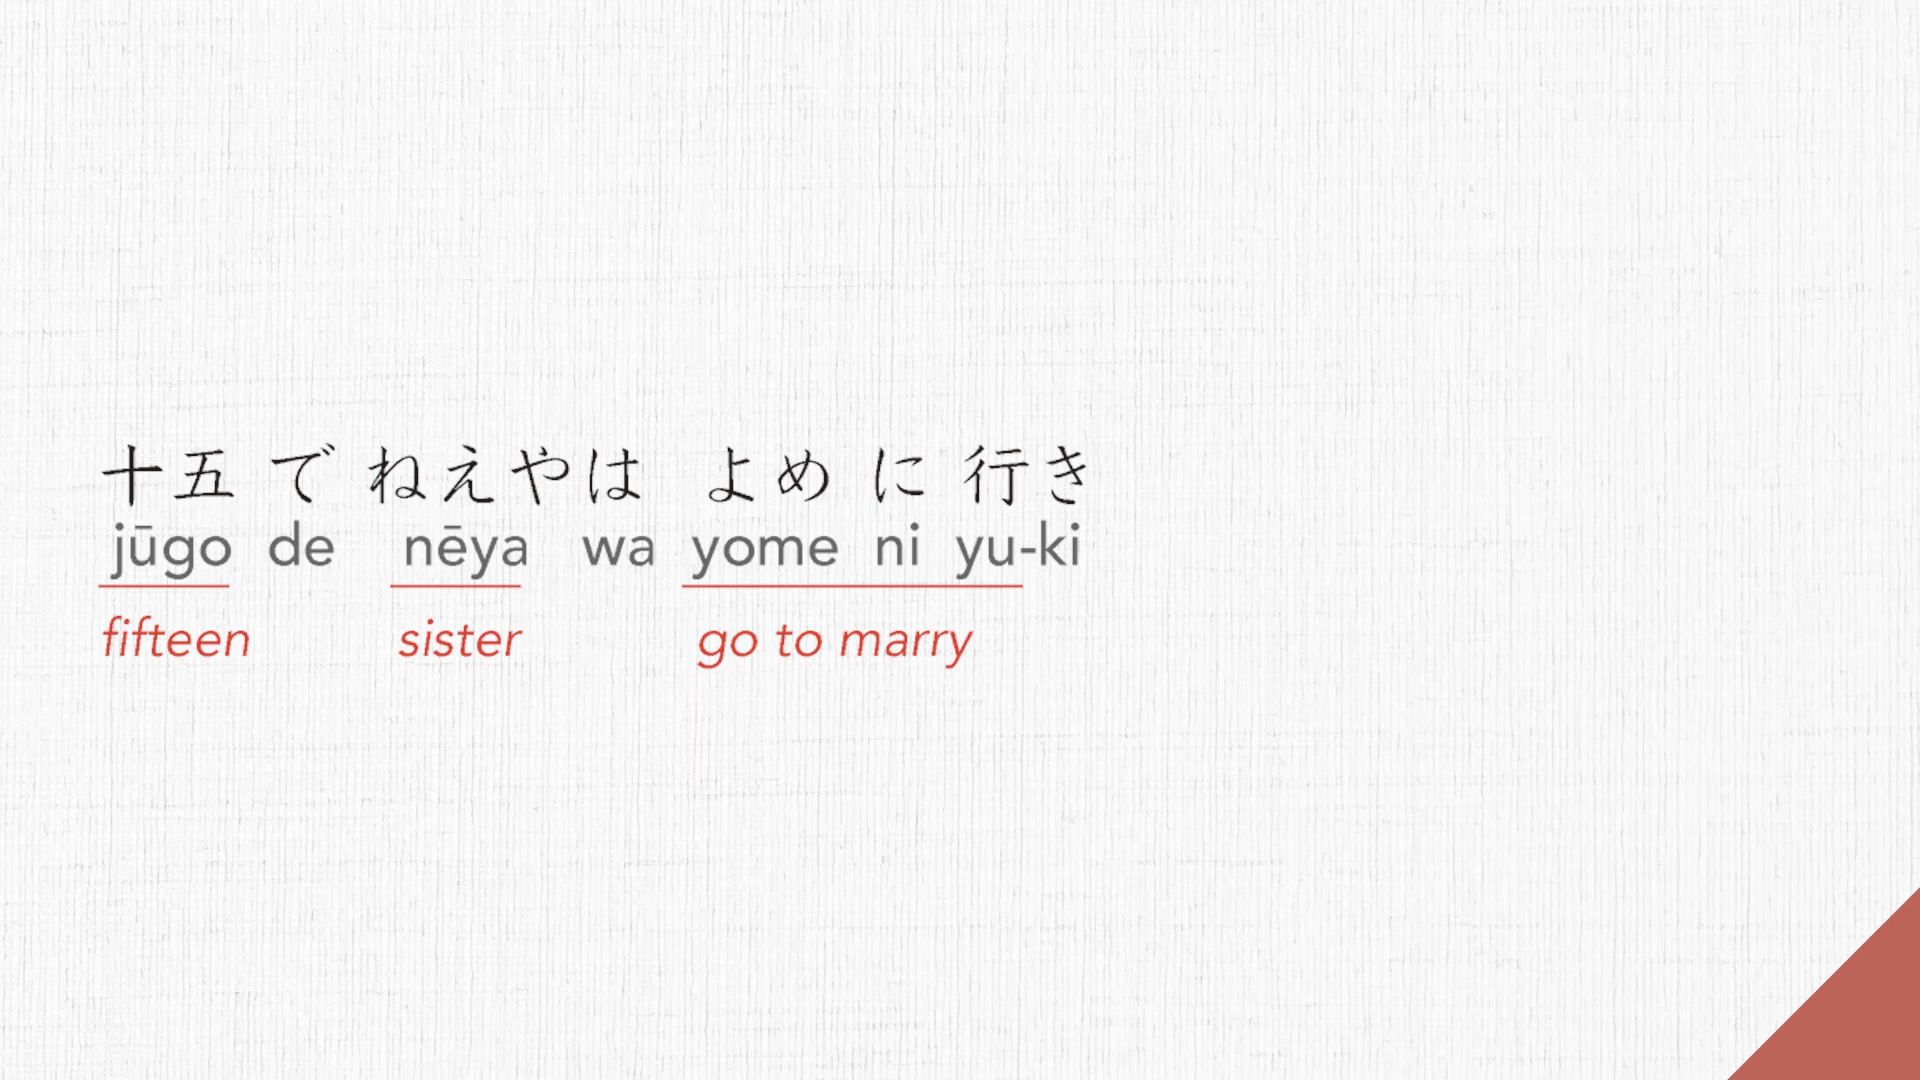 十五 で ねえやは よめ に 行き
jūgo de nēya wa yome ni yu-ki
fifteen sister go to marry